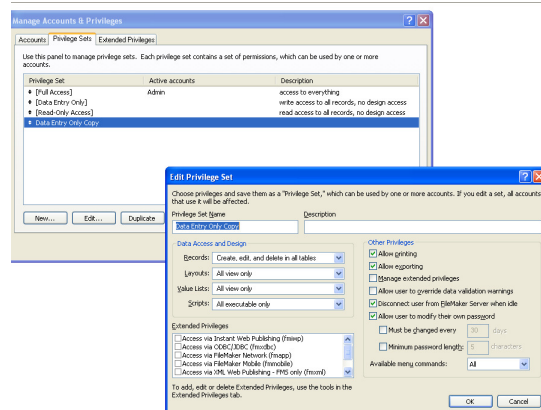 Manage Accounts & Privileges
Accounts Privilege Sets Extended Privileges
Use this panel to manage privilege sets. Each privilege set contains a set of permissions, which can be used by one or more
accounts.
Privilege Set Active accounts Description
[Full Access] Admin access to everything
[Data Entry Only] write access to all records, no design access
[Read-Only Access] read access to all records, no design access
Data Entry Only Copy
New... Edit... Duplicate
Edit Privilege Set
Choose privileges and save them as a "Privilege Set," which can be used by one or more accounts. If you edit a set, all accounts
that use it will be affected.
Privilege Set Name Description
Data Entry Only Copy
Data Access and Design
Records: Create, edit, and delete in all tables
Layouts: All view only
Value Lists: All view only
Scripts: All executable only
Extended Privileges
Access via Instant Web Publishing (fmiwp)
Access via ODBC/JDBC (fmxdbc)
Access via FileMaker Network (fmapp)
Access via FileMaker Mobile (fmmobile)
Access via XML Web Publishing - FMS only (fmxml)
To add, edit or delete Extended Privileges, use the tools in the
Extended Privileges tab.
Other Privileges
Allow printing
Allow exporting
Manage extended privileges
Allow user to override data validation warnings
Disconnect user from FileMaker Server when idle
Allow user to modify their own password
Must be changed every 30 days
Minimum password length: 5 characters
Available menu commands: All
OK Cancel